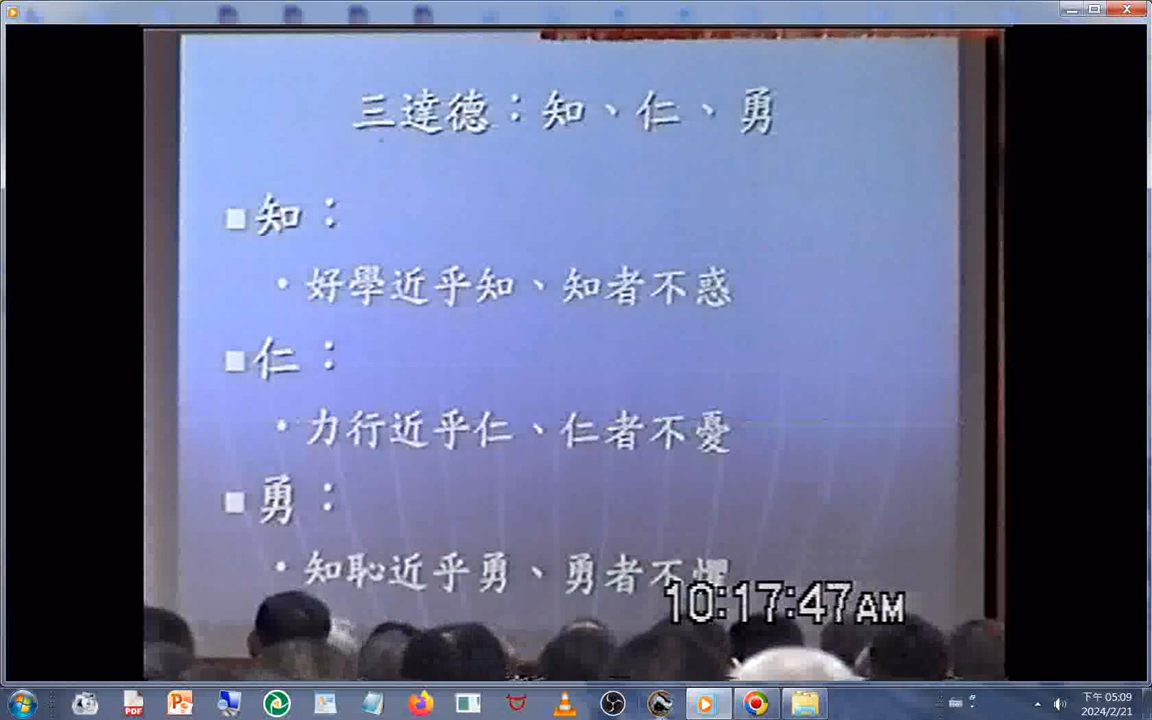 三達德：知、仁、勇
■知：
•好學近乎知、知者不惑
■仁：
•力行近乎仁、仁者不憂
■勇：
•知恥近乎勇、勇者不懼
10:17:47AM
PDF
下午 05:09
2024/2/21